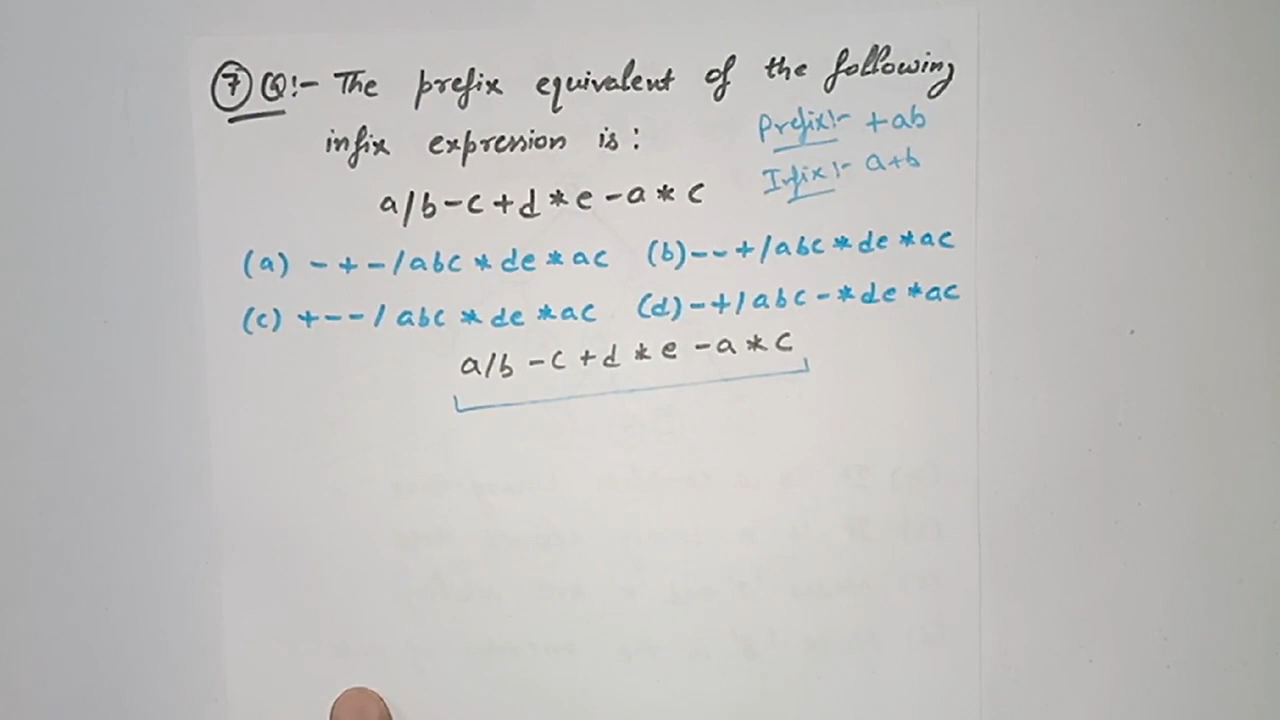 7 Q:- The prefix equivalent of the following
infix expression is:
Prefix:- +ab
Infix:- a+b
a/b-c+d*e-a*c
(a) -+-/abc*de*ac (b)--+/abc*de*ac
(c) +--/abc*de*ac (d)-+/abc-*de*ac
a/b-c+d*e-a*c